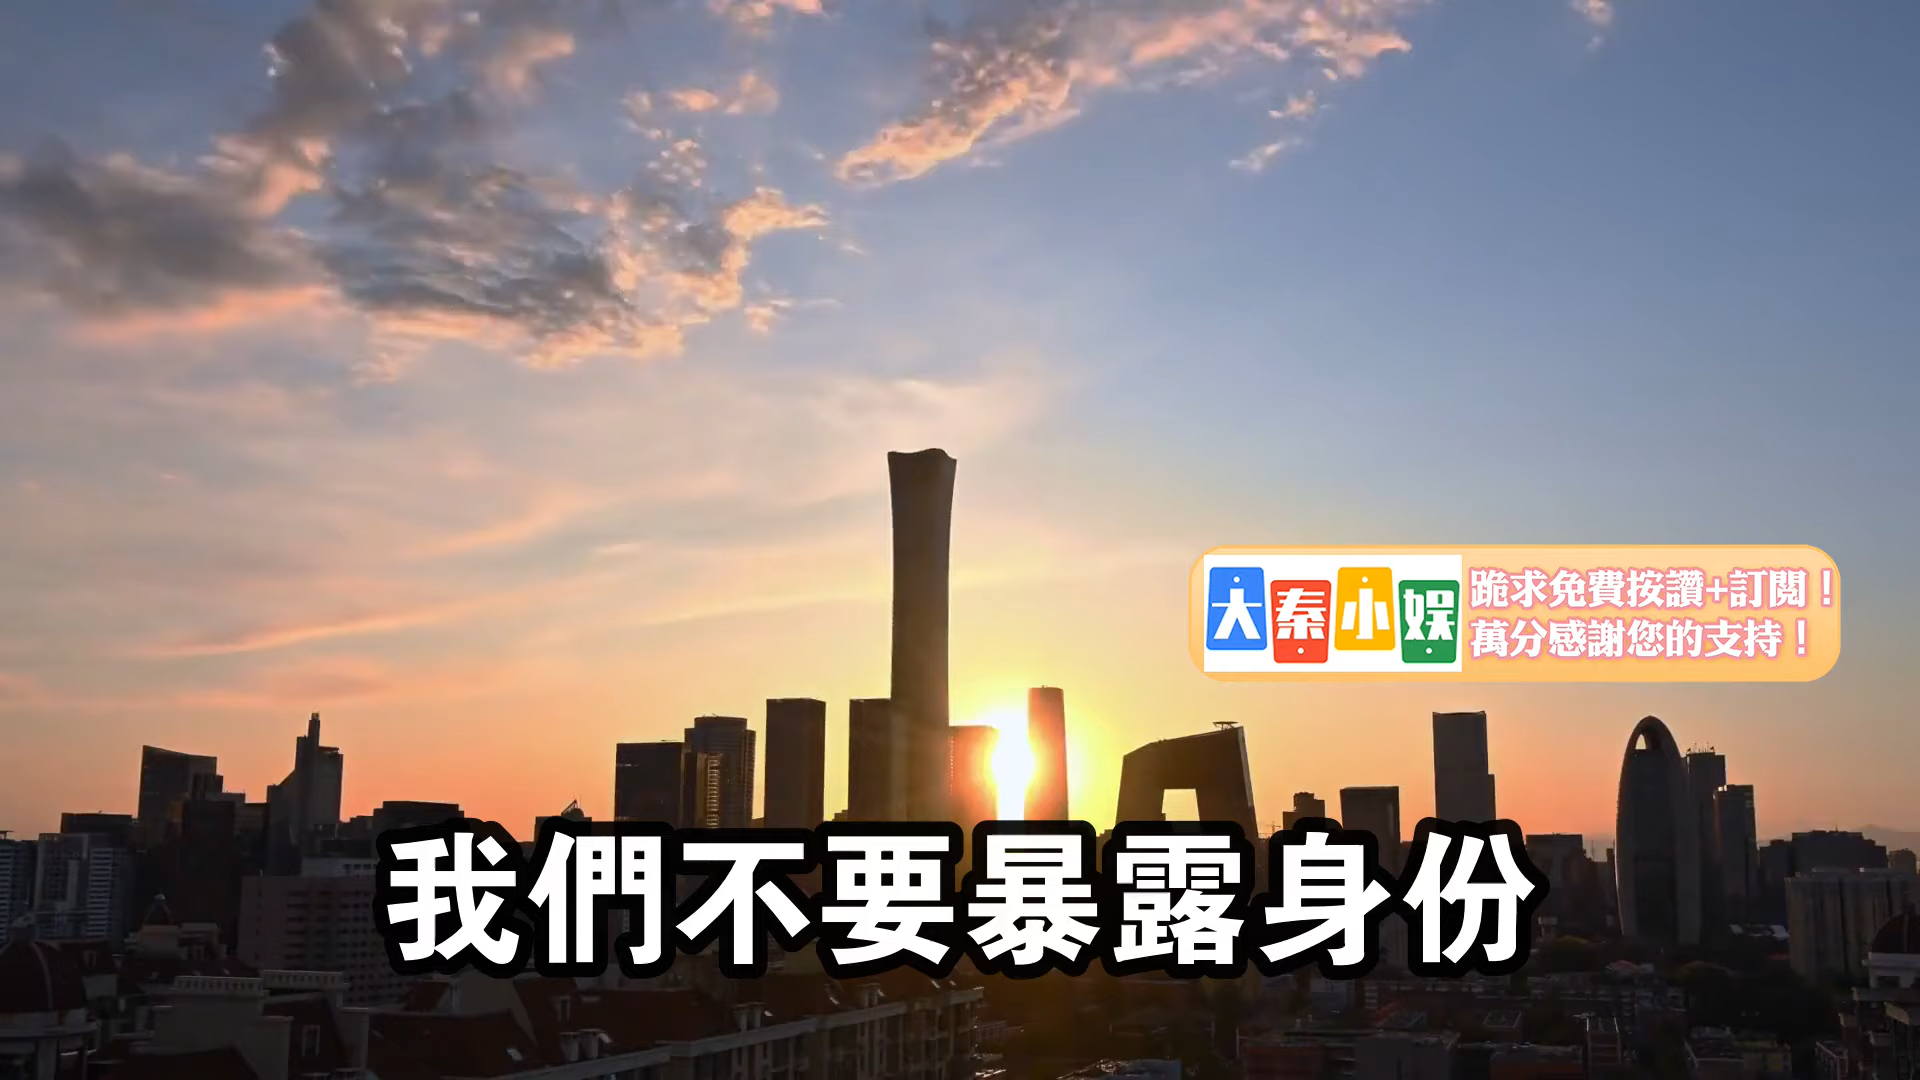 大秦小娱
跪求免費按讚+訂閱！
萬分感謝您的支持！
我們不要暴露身份